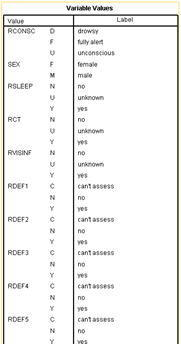 Variable Values
Value Label
RCONSC D drowsy
F fully alert
U unconscious
SEX F female
M male
RSLEEP N no
U unknown
Y yes
RCT N no
U unknown
Y yes
RVISINF N no
U unknown
Y yes
RDEF1 C can't assess
N no
Y yes
RDEF2 C can't assess
N no
Y yes
RDEF3 C can't assess
N no
Y yes
RDEF4 C can't assess
N no
Y yes
RDEF5 C can't assess
N no
Y yes